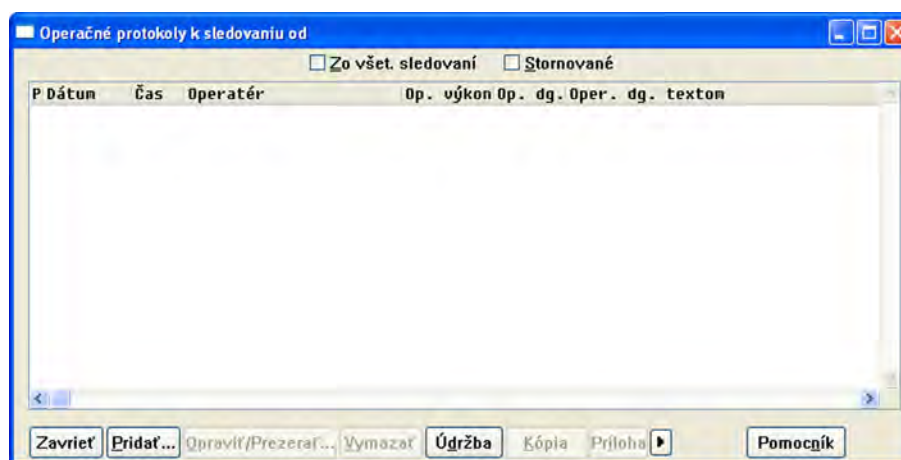 Operačné protokoly k sledovaniu od
Zo všet. sledovaní Stornované
P Dátum Čas Operatér Op. výkon Op. dg. Oper. dg. textom
Zavrieť Pridať... Opraviť/Prezerať... Vymazať Údržba Kópia Príloha Pomocník